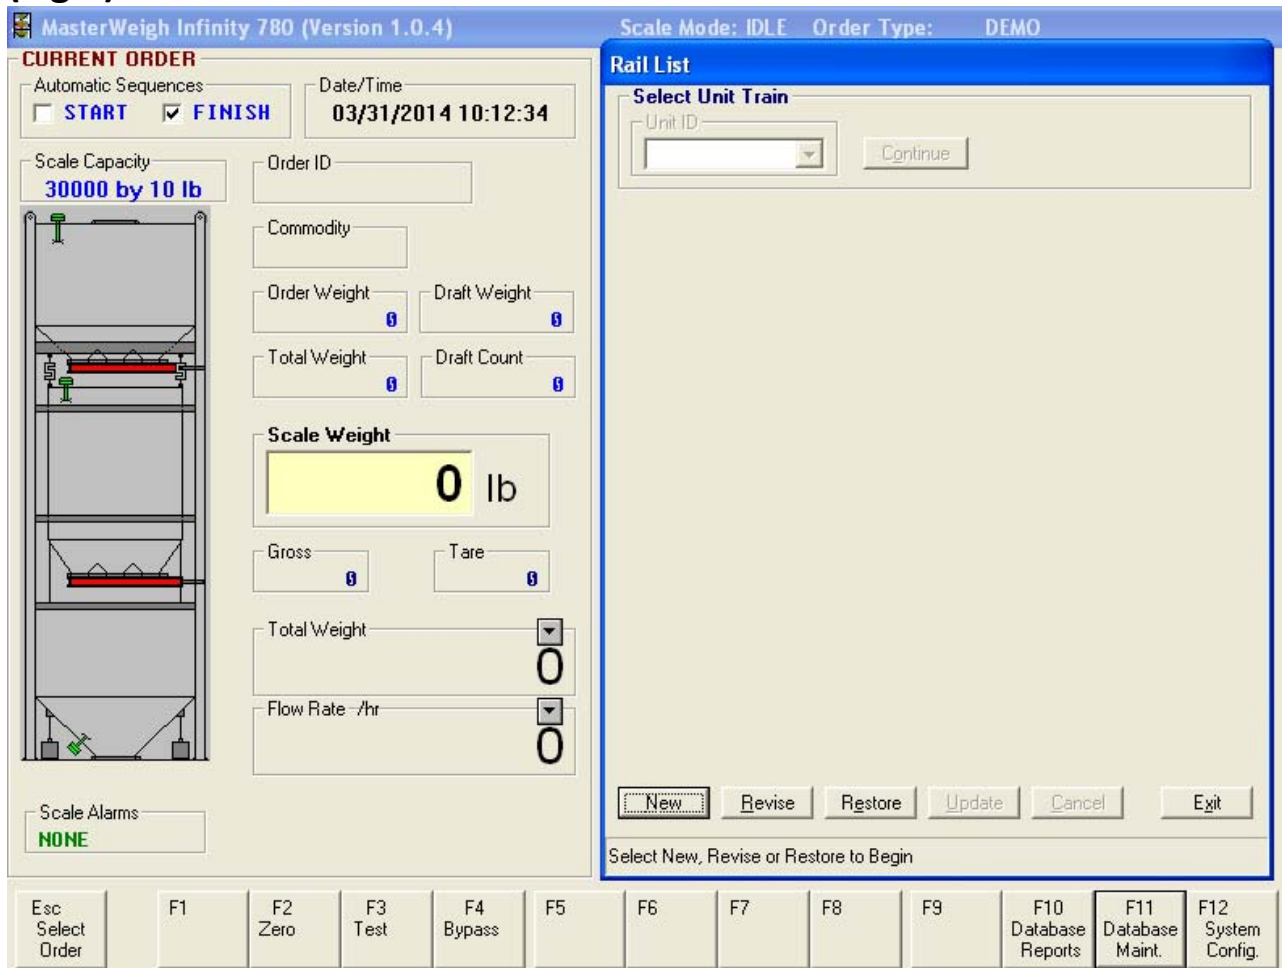 MasterWeigh Infinity 780 (Version 1.0.4) Scale Mode: IDLE Order Type: DEMO
CURRENT ORDER
Automatic Sequences
START FINISH
Date/Time
03/31/2014 10:12:34
Scale Capacity
30000 by 10 lb
Order ID
Commodity
Order Weight
0
Draft Weight
0
Total Weight
0
Draft Count
0
Scale Weight
0 lb
Gross
0
Tare
0
Total Weight
0
Flow Rate /hr
0
Scale Alarms
NONE
Rail List
Select Unit Train
Unit ID
Continue
New Revise Restore Update Cancel Exit
Select New, Revise or Restore to Begin
Esc
Select
Order
F1
F2
Zero
F3
Test
F4
Bypass
F5
F6
F7
F8
F9
F10
Database
Reports
F11
Database
Maint.
F12
System
Config.